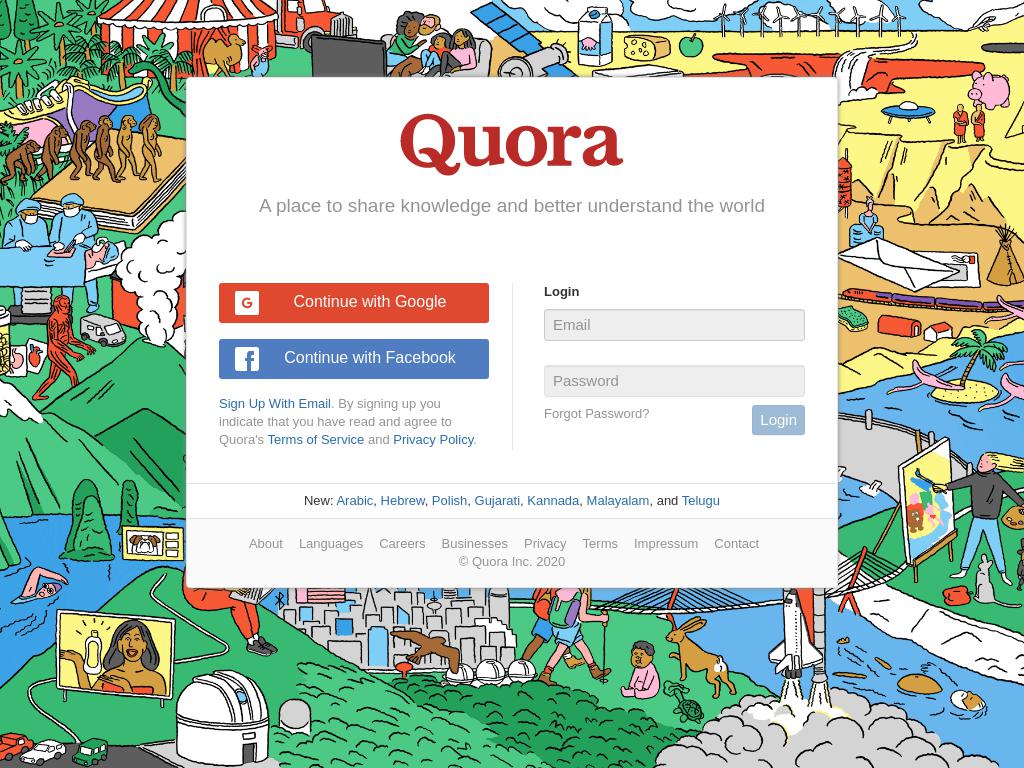 Quora
A place to share knowledge and better understand the world
Continue with Google
Continue with Facebook
Sign Up With Email. By signing up you
indicate that you have read and agree to
Quora's Terms of Service and Privacy Policy.
Login
Email
Password
Forgot Password?
Login
New: Arabic, Hebrew, Polish, Gujarati, Kannada, Malayalam, and Telugu
About Languages Careers Businesses Privacy Terms Impressum Contact
© Quora Inc. 2020